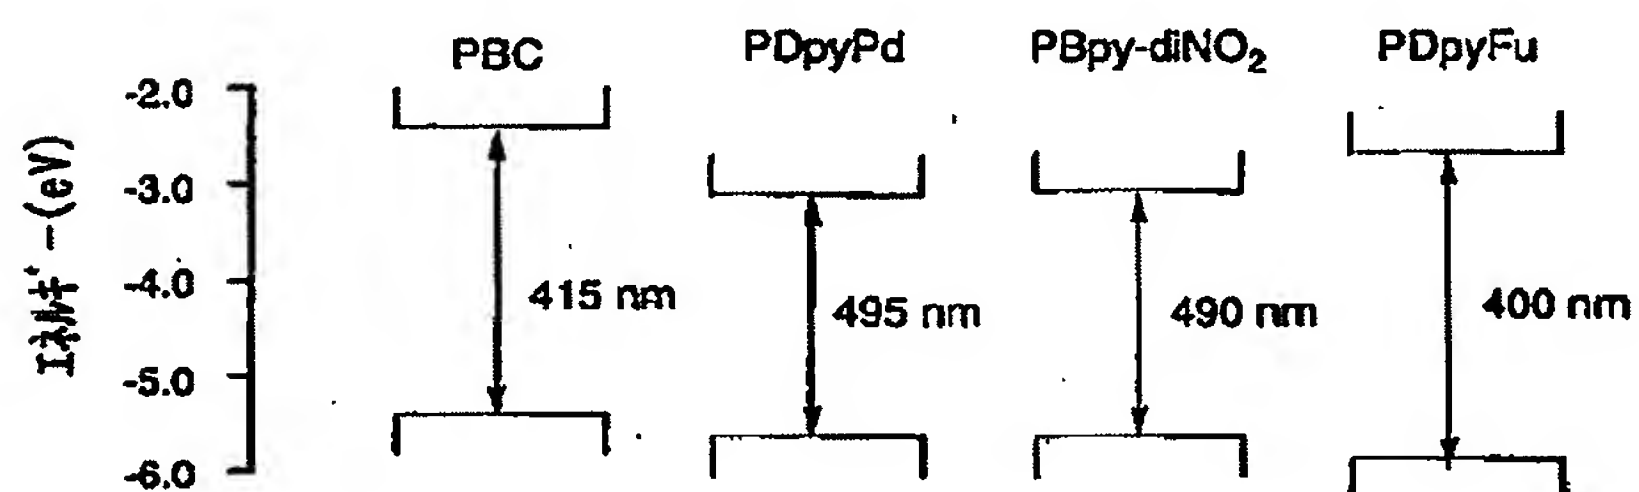 PBC
PDpyPd
PBpy-diNO₂
PDpyFu
エネルギー(eV)
-2.0
-3.0
-4.0
-5.0
-6.0
415 nm
495 nm
490 nm
400 nm